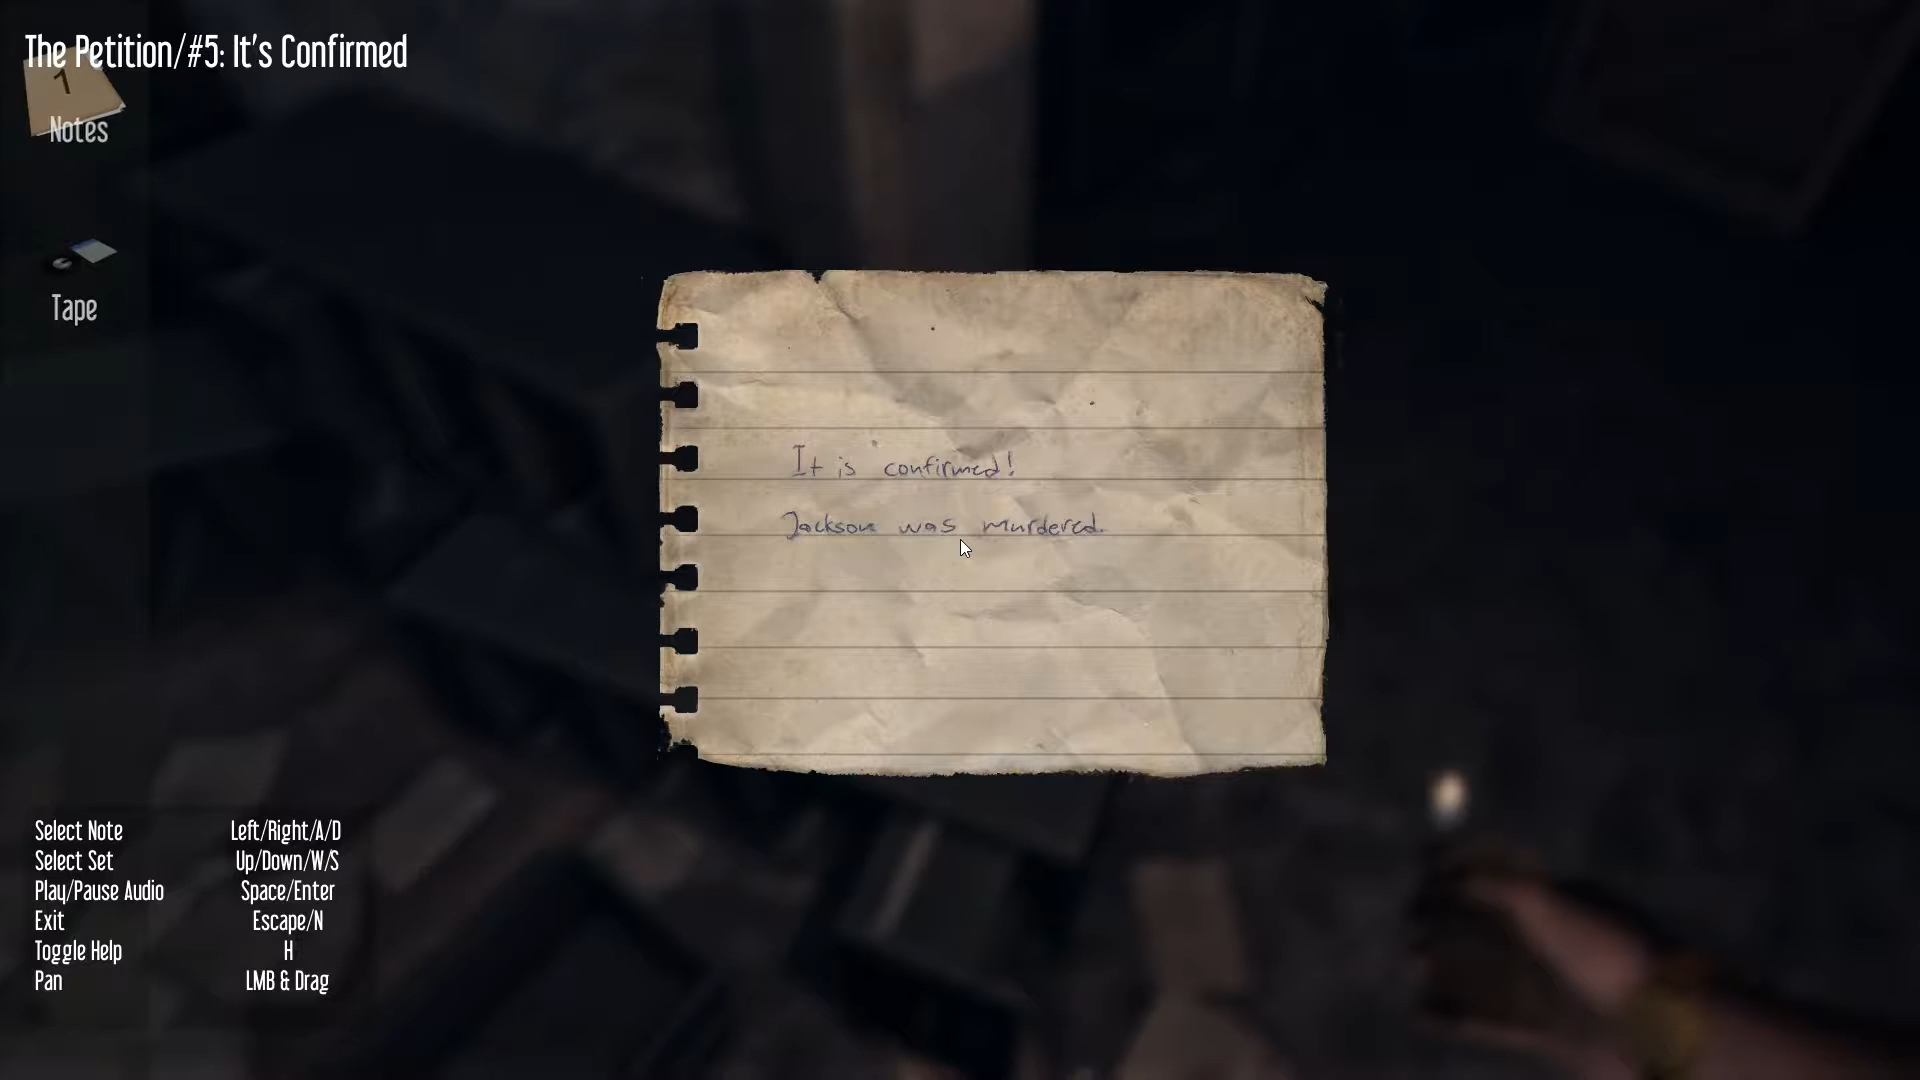 The Petition/#5: It's Confirmed
1
Notes
Tape
It is confirmed!
Jackson was murdered.
Select Note Left/Right/A/D
Select Set Up/Down/W/S
Play/Pause Audio Space/Enter
Exit Escape/N
Toggle Help H
Pan LMB & Drag